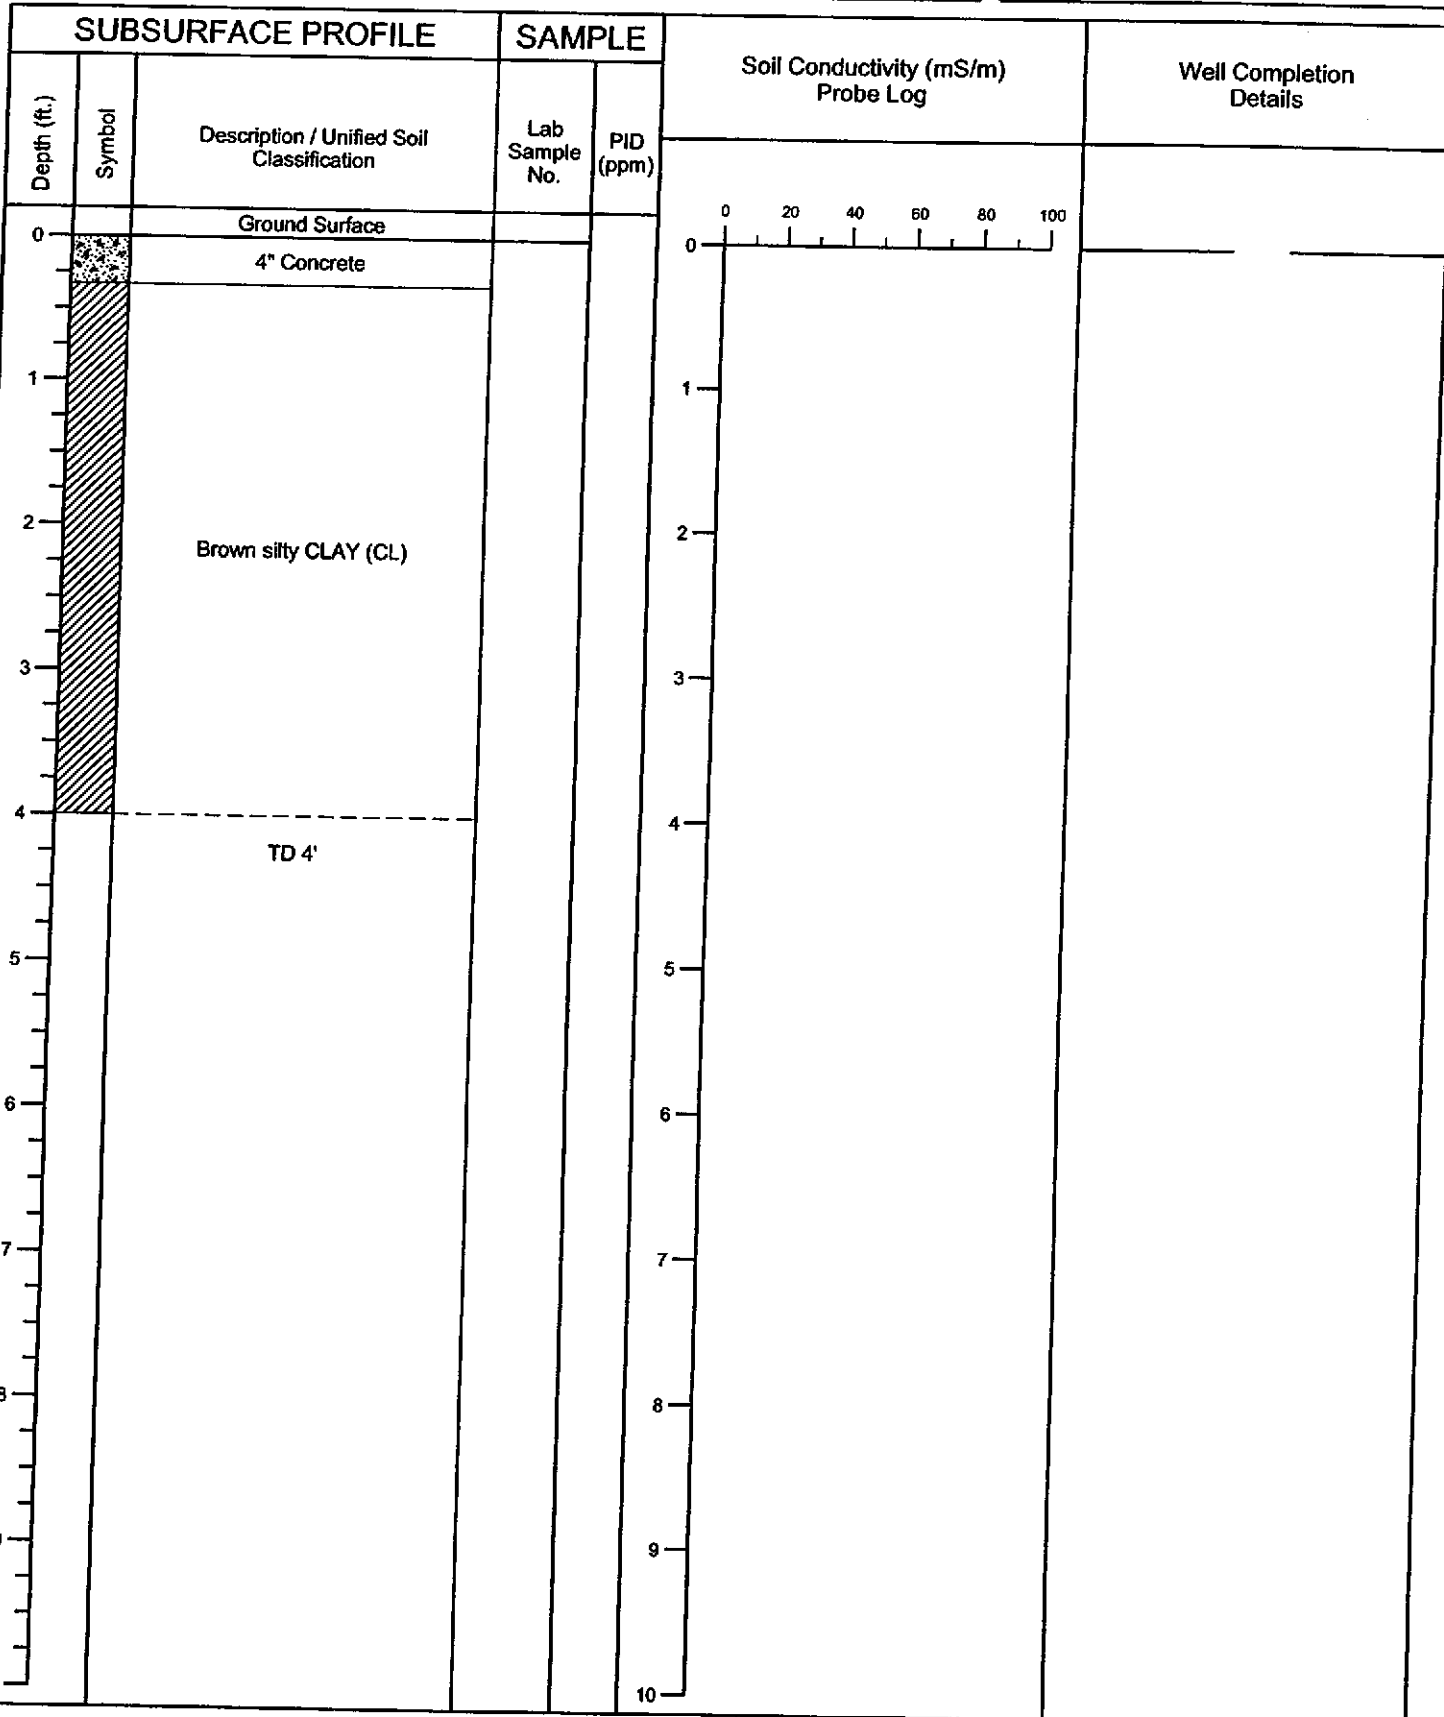 SUBSURFACE PROFILE
SAMPLE
Soil Conductivity (mS/m)
Probe Log
Well Completion
Details
Depth (ft.)
Symbol
Description / Unified Soil
Classification
Lab
Sample
No.
PID
(ppm)
Ground Surface
0 20 40 60 80 100
0
0
4" Concrete
1
1
2
2
Brown silty CLAY (CL)
3
3
4
4
TD 4'
5
5
6
6
7
7
8
8
9
10